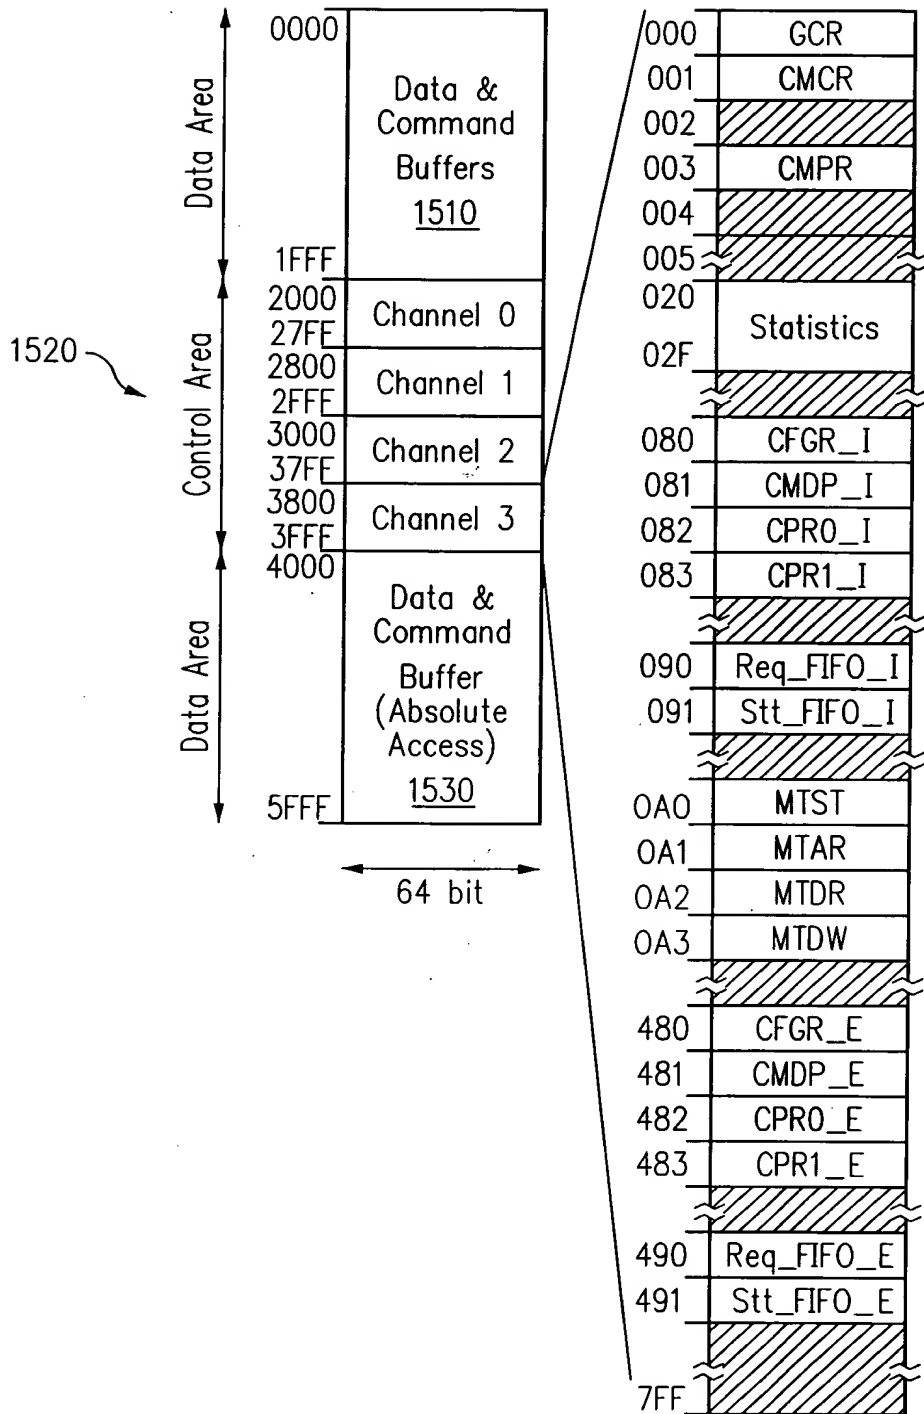 0000
Data &
Command
Buffers
1510
1FFF
Data Area
2000
27FE
Channel 0
2800
2FFF
Channel 1
3000
37FE
Channel 2
3800
3FFF
Channel 3
Control Area
1520
4000
Data &
Command
Buffer
(Absolute
Access)
1530
5FFF
Data Area
64 bit
000 GCR
001 CMCR
002
003 CMPR
004
005
020
Statistics
02F
080 CFGR_I
081 CMDP_I
082 CPR0_I
083 CPR1_I
090 Req_FIFO_I
091 Stt_FIFO_I
0A0 MTST
0A1 MTAR
0A2 MTDR
0A3 MTDW
480 CFGR_E
481 CMDP_E
482 CPR0_E
483 CPR1_E
490 Req_FIFO_E
491 Stt_FIFO_E
7FF